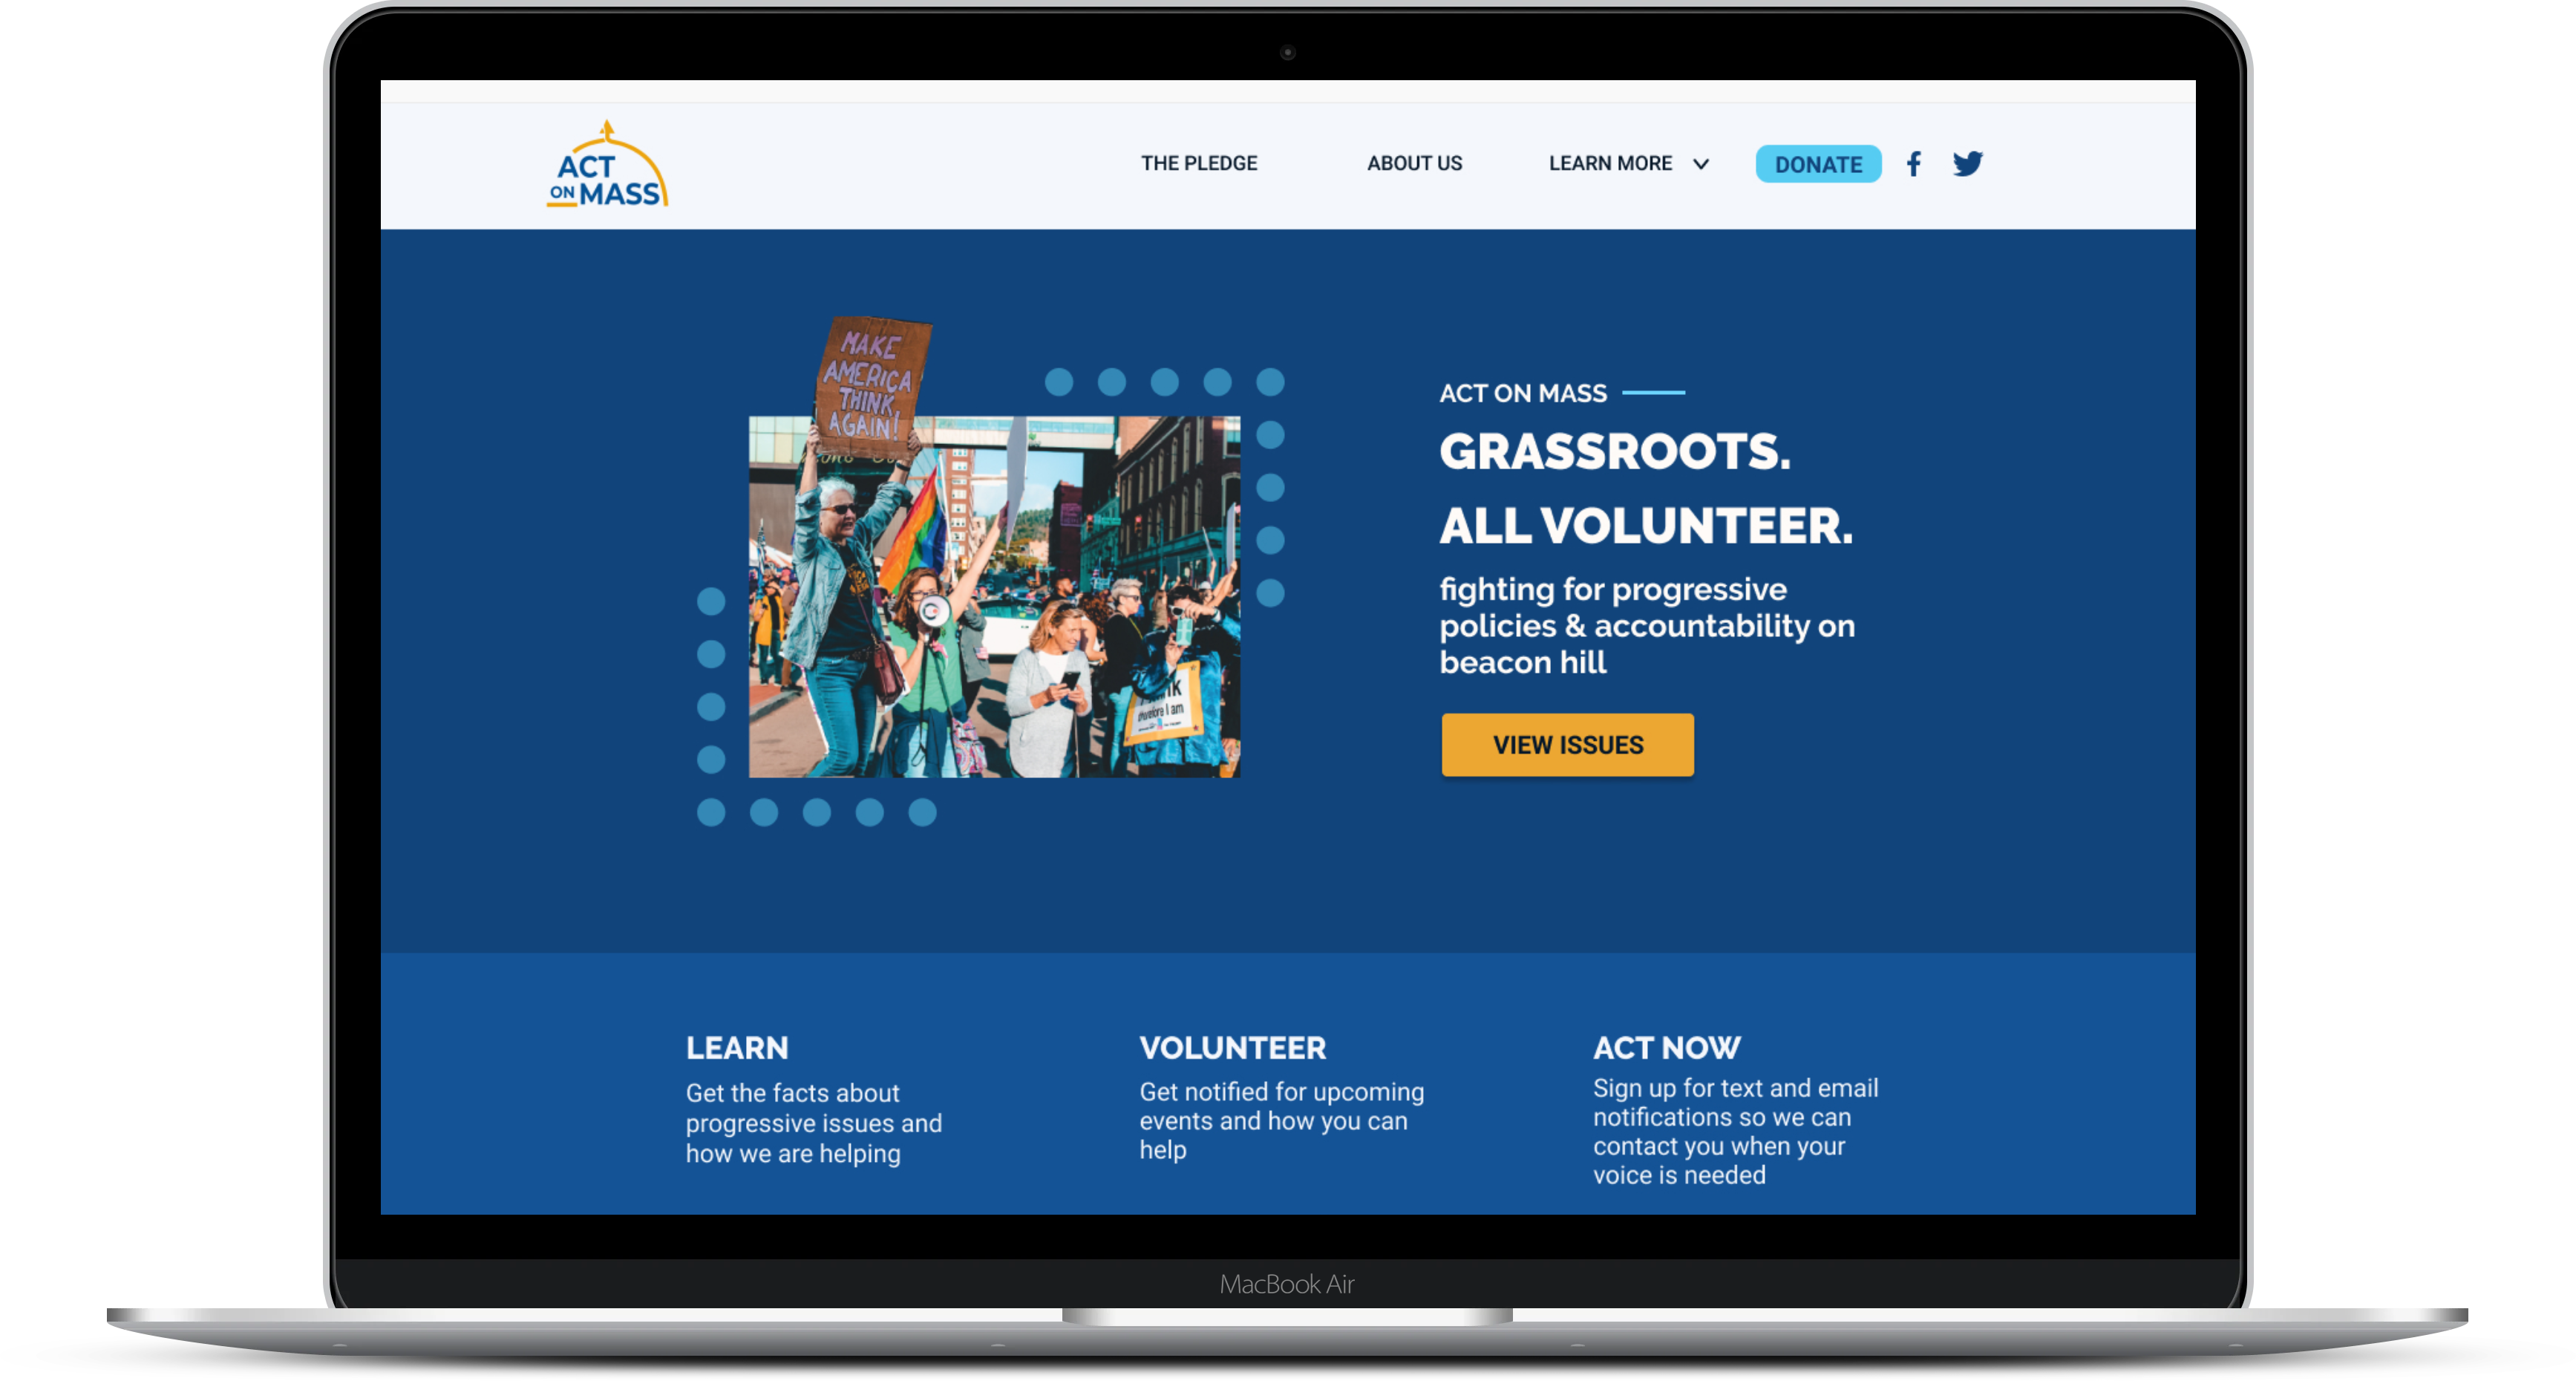 ACT
ON MASS
THE PLEDGE
ABOUT US
LEARN MORE
DONATE
MAKE
AMERICA
THINK
AGAIN!
therefore I am
ACT ON MASS
GRASSROOTS.
ALL VOLUNTEER.
fighting for progressive
policies & accountability on
beacon hill
VIEW ISSUES
LEARN
Get the facts about
progressive issues and
how we are helping
VOLUNTEER
Get notified for upcoming
events and how you can
help
ACT NOW
Sign up for text and email
notifications so we can
contact you when your
voice is needed
MacBook Air